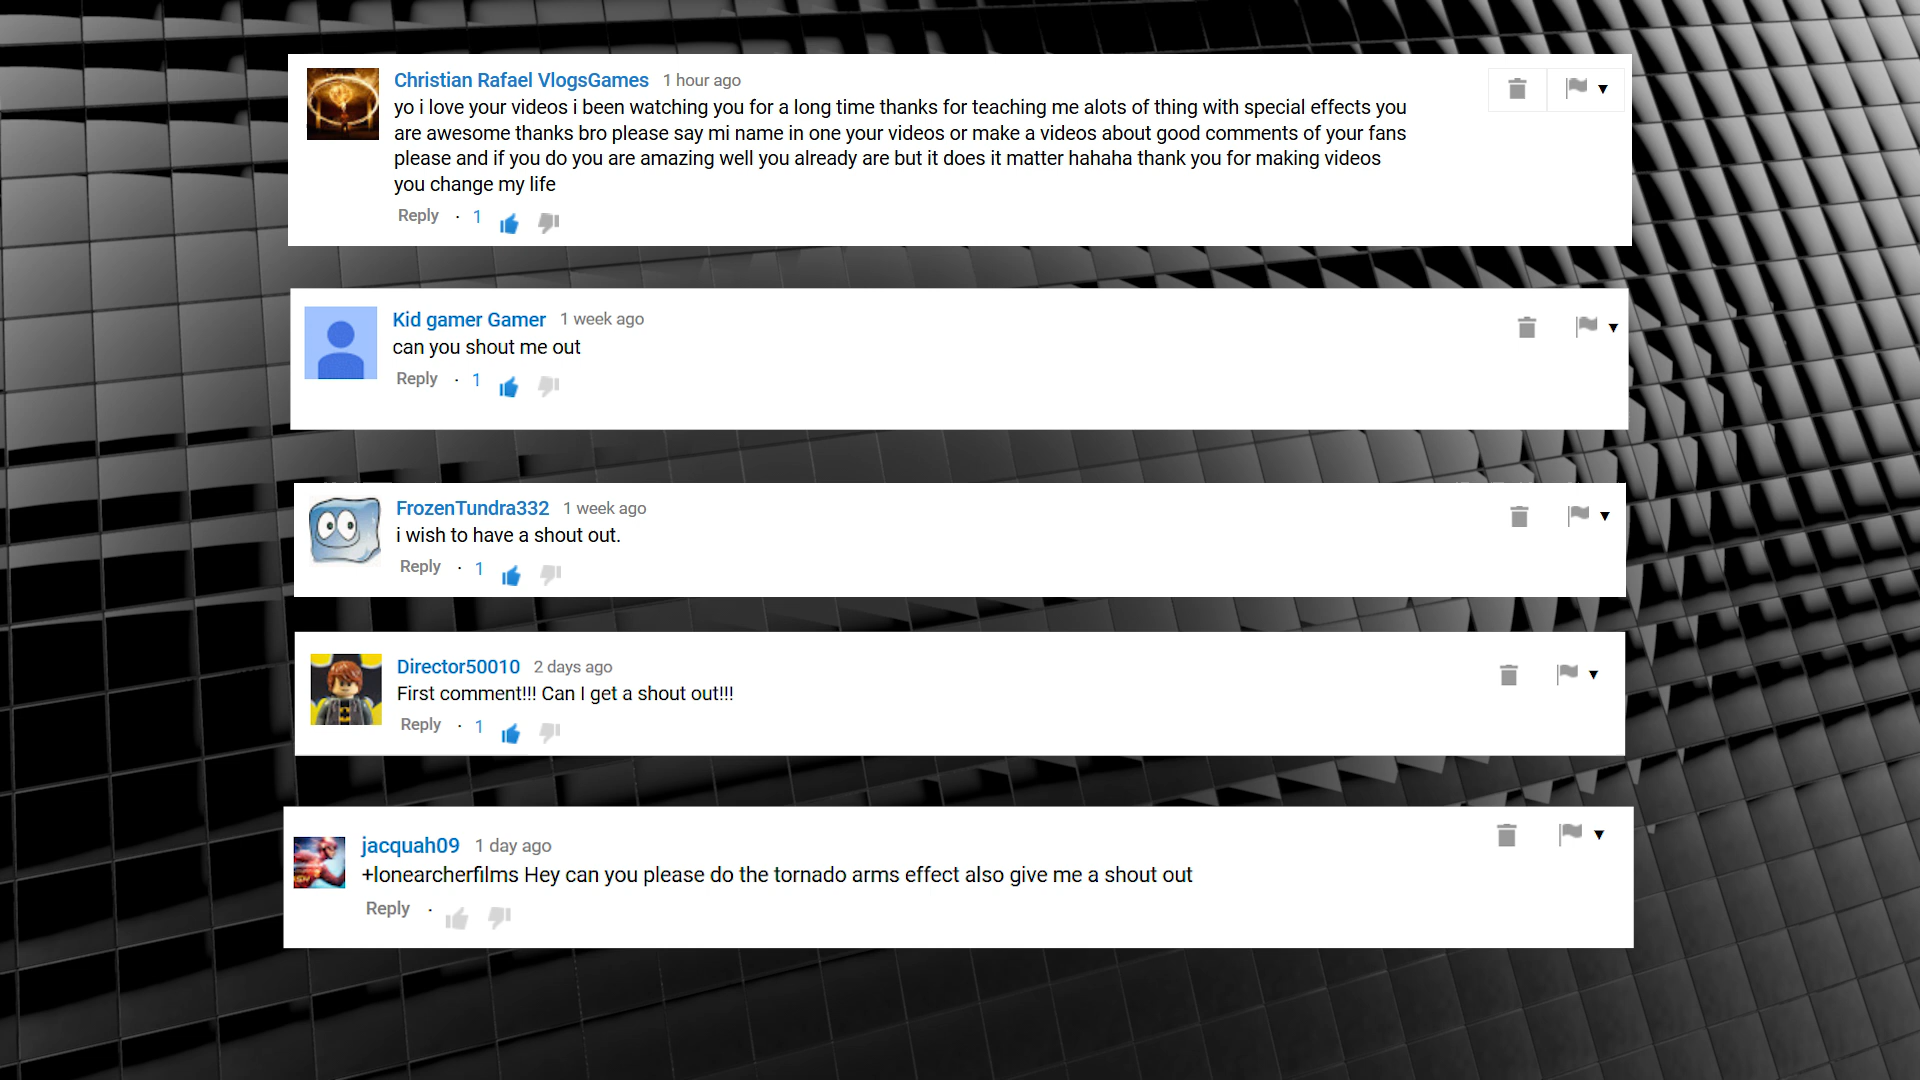 Christian Rafael VlogsGames 1 hour ago
yo i love your videos i been watching you for a long time thanks for teaching me alots of thing with special effects you
are awesome thanks bro please say mi name in one your videos or make a videos about good comments of your fans
please and if you do you are amazing well you already are but it does it matter hahaha thank you for making videos
you change my life
Reply · 1
Kid gamer Gamer 1 week ago
can you shout me out
Reply · 1
FrozenTundra332 1 week ago
i wish to have a shout out.
Reply · 1
Director50010 2 days ago
First comment!!! Can I get a shout out!!!
Reply · 1
jacquah09 1 day ago
+lonearcherfilms Hey can you please do the tornado arms effect also give me a shout out
Reply ·